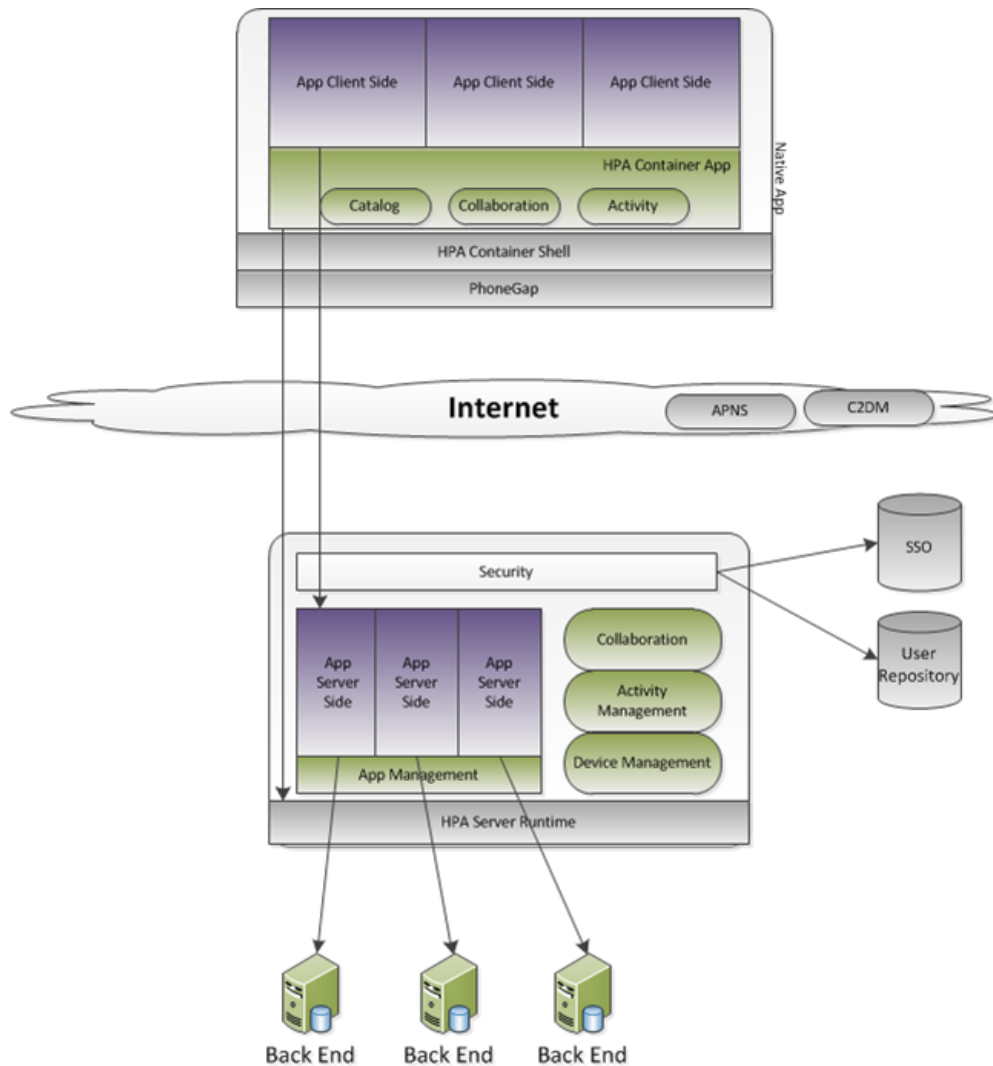 App Client Side
App Client Side
App Client Side
HPA Container App
Catalog
Collaboration
Activity
Native App
HPA Container Shell
PhoneGap
Internet
APNS
C2DM
Security
SSO
User
Repository
App
Server
Side
App
Server
Side
App
Server
Side
Collaboration
Activity
Management
Device Management
App Management
HPA Server Runtime
Back End
Back End
Back End